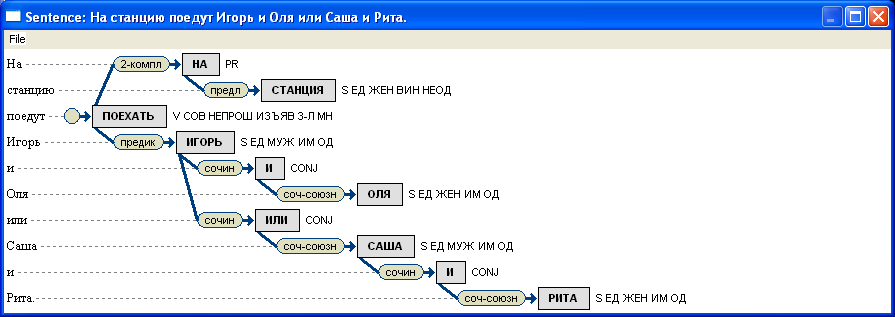 Sentence: На станцию поедут Игорь и Оля или Саша и Рита.
File
На 2-компл НА PR
станцию предл СТАНЦИЯ S ЕД ЖЕН ВИН НЕОД
поедут ПОЕХАТЬ V СОВ НЕПРОШ ИЗЪЯВ 3-Л МН
Игорь предик ИГОРЬ S ЕД МУЖ ИМ ОД
и сочин И CONJ
Оля соч-союзн ОЛЯ S ЕД ЖЕН ИМ ОД
или сочин ИЛИ CONJ
Саша соч-союзн САША S ЕД МУЖ ИМ ОД
и сочин И CONJ
Рита. соч-союзн РИТА S ЕД ЖЕН ИМ ОД